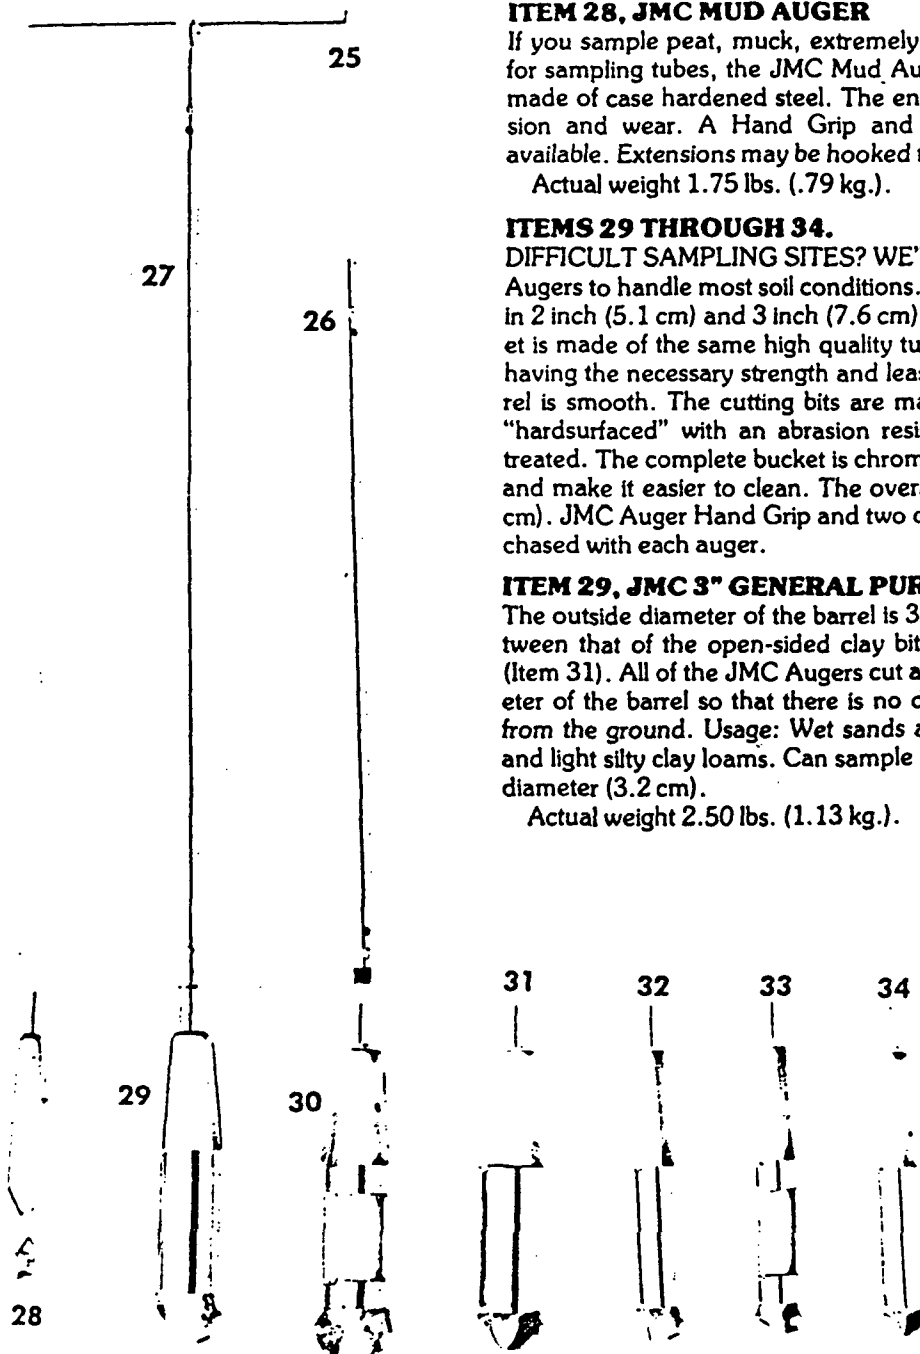 25
27
26
ITEM 28, JMC MUD AUGER
If you sample peat, muck, extremely
for sampling tubes, the JMC Mud Au
made of case hardened steel. The en
sion and wear. A Hand Grip and
available. Extensions may be hooked
Actual weight 1.75 lbs. (.79 kg.).
ITEMS 29 THROUGH 34.
DIFFICULT SAMPLING SITES? WE'
Augers to handle most soil conditions.
in 2 inch (5.1 cm) and 3 inch (7.6 cm)
et is made of the same high quality tu
having the necessary strength and leas
rel is smooth. The cutting bits are ma
"hardsurfaced" with an abrasion resi
treated. The complete bucket is chrom
and make it easier to clean. The over
cm). JMC Auger Hand Grip and two
chased with each auger.
ITEM 29, JMC 3" GENERAL PUR
The outside diameter of the barrel is 3
tween that of the open-sided clay bit
(Item 31). All of the JMC Augers cut a
eter of the barrel so that there is no
from the ground. Usage: Wet sands a
and light silty clay loams. Can sample
diameter (3.2 cm).
Actual weight 2.50 lbs. (1.13 kg.).
31
32
33
34
29
30
28